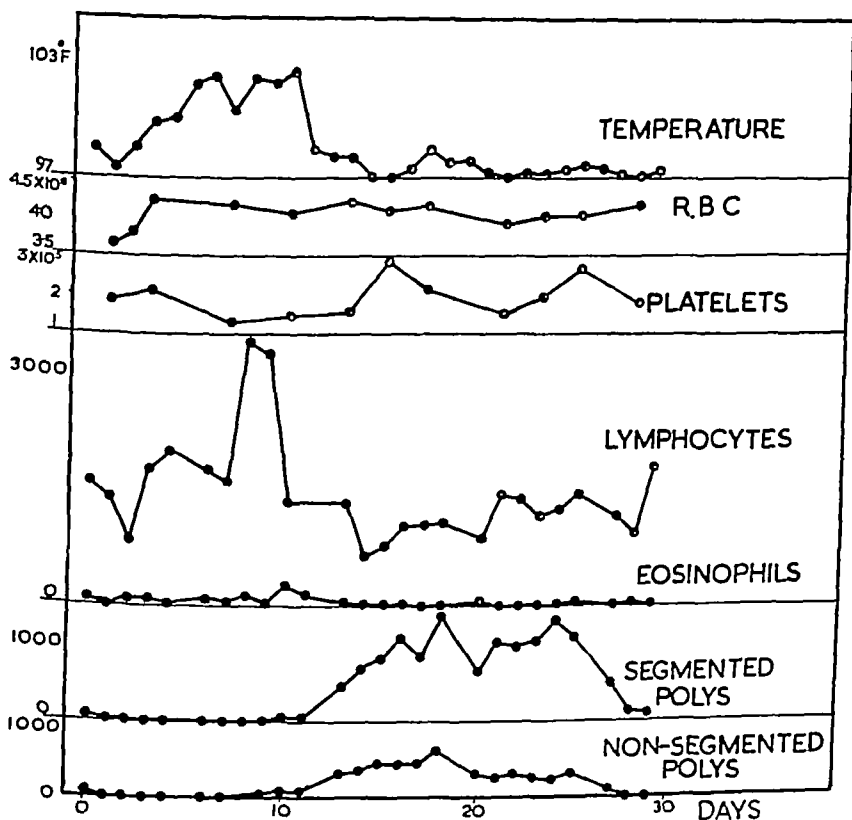 103°F
TEMPERATURE
97
4.5×10⁶
40
R.B C
35
3×10⁵
2
PLATELETS
1
3000
LYMPHOCYTES
EOSINOPHILS
0
1000
SEGMENTED
POLYS
0
1000
NON-SEGMENTED
POLYS
0
0 10 20 30 DAYS